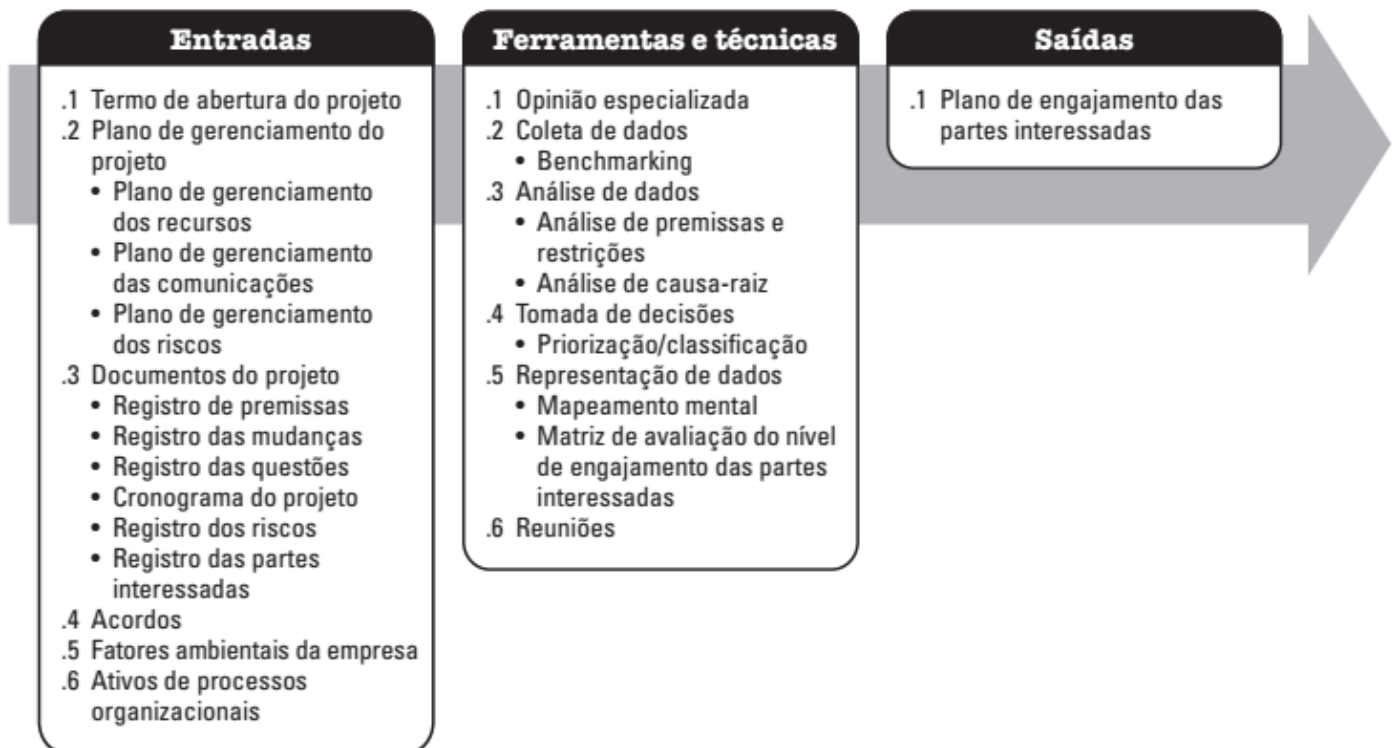 Entradas
.1 Termo de abertura do projeto
.2 Plano de gerenciamento do
projeto
• Plano de gerenciamento
dos recursos
• Plano de gerenciamento
das comunicações
• Plano de gerenciamento
dos riscos
.3 Documentos do projeto
• Registro de premissas
• Registro das mudanças
• Registro das questões
• Cronograma do projeto
• Registro dos riscos
• Registro das partes
interessadas
.4 Acordos
.5 Fatores ambientais da empresa
.6 Ativos de processos
organizacionais
Ferramentas e técnicas
.1 Opinião especializada
.2 Coleta de dados
• Benchmarking
.3 Análise de dados
• Análise de premissas e
restrições
• Análise de causa-raiz
.4 Tomada de decisões
• Priorização/classificação
.5 Representação de dados
• Mapeamento mental
• Matriz de avaliação do nível
de engajamento das partes
interessadas
.6 Reuniões
Saídas
.1 Plano de engajamento das
partes interessadas